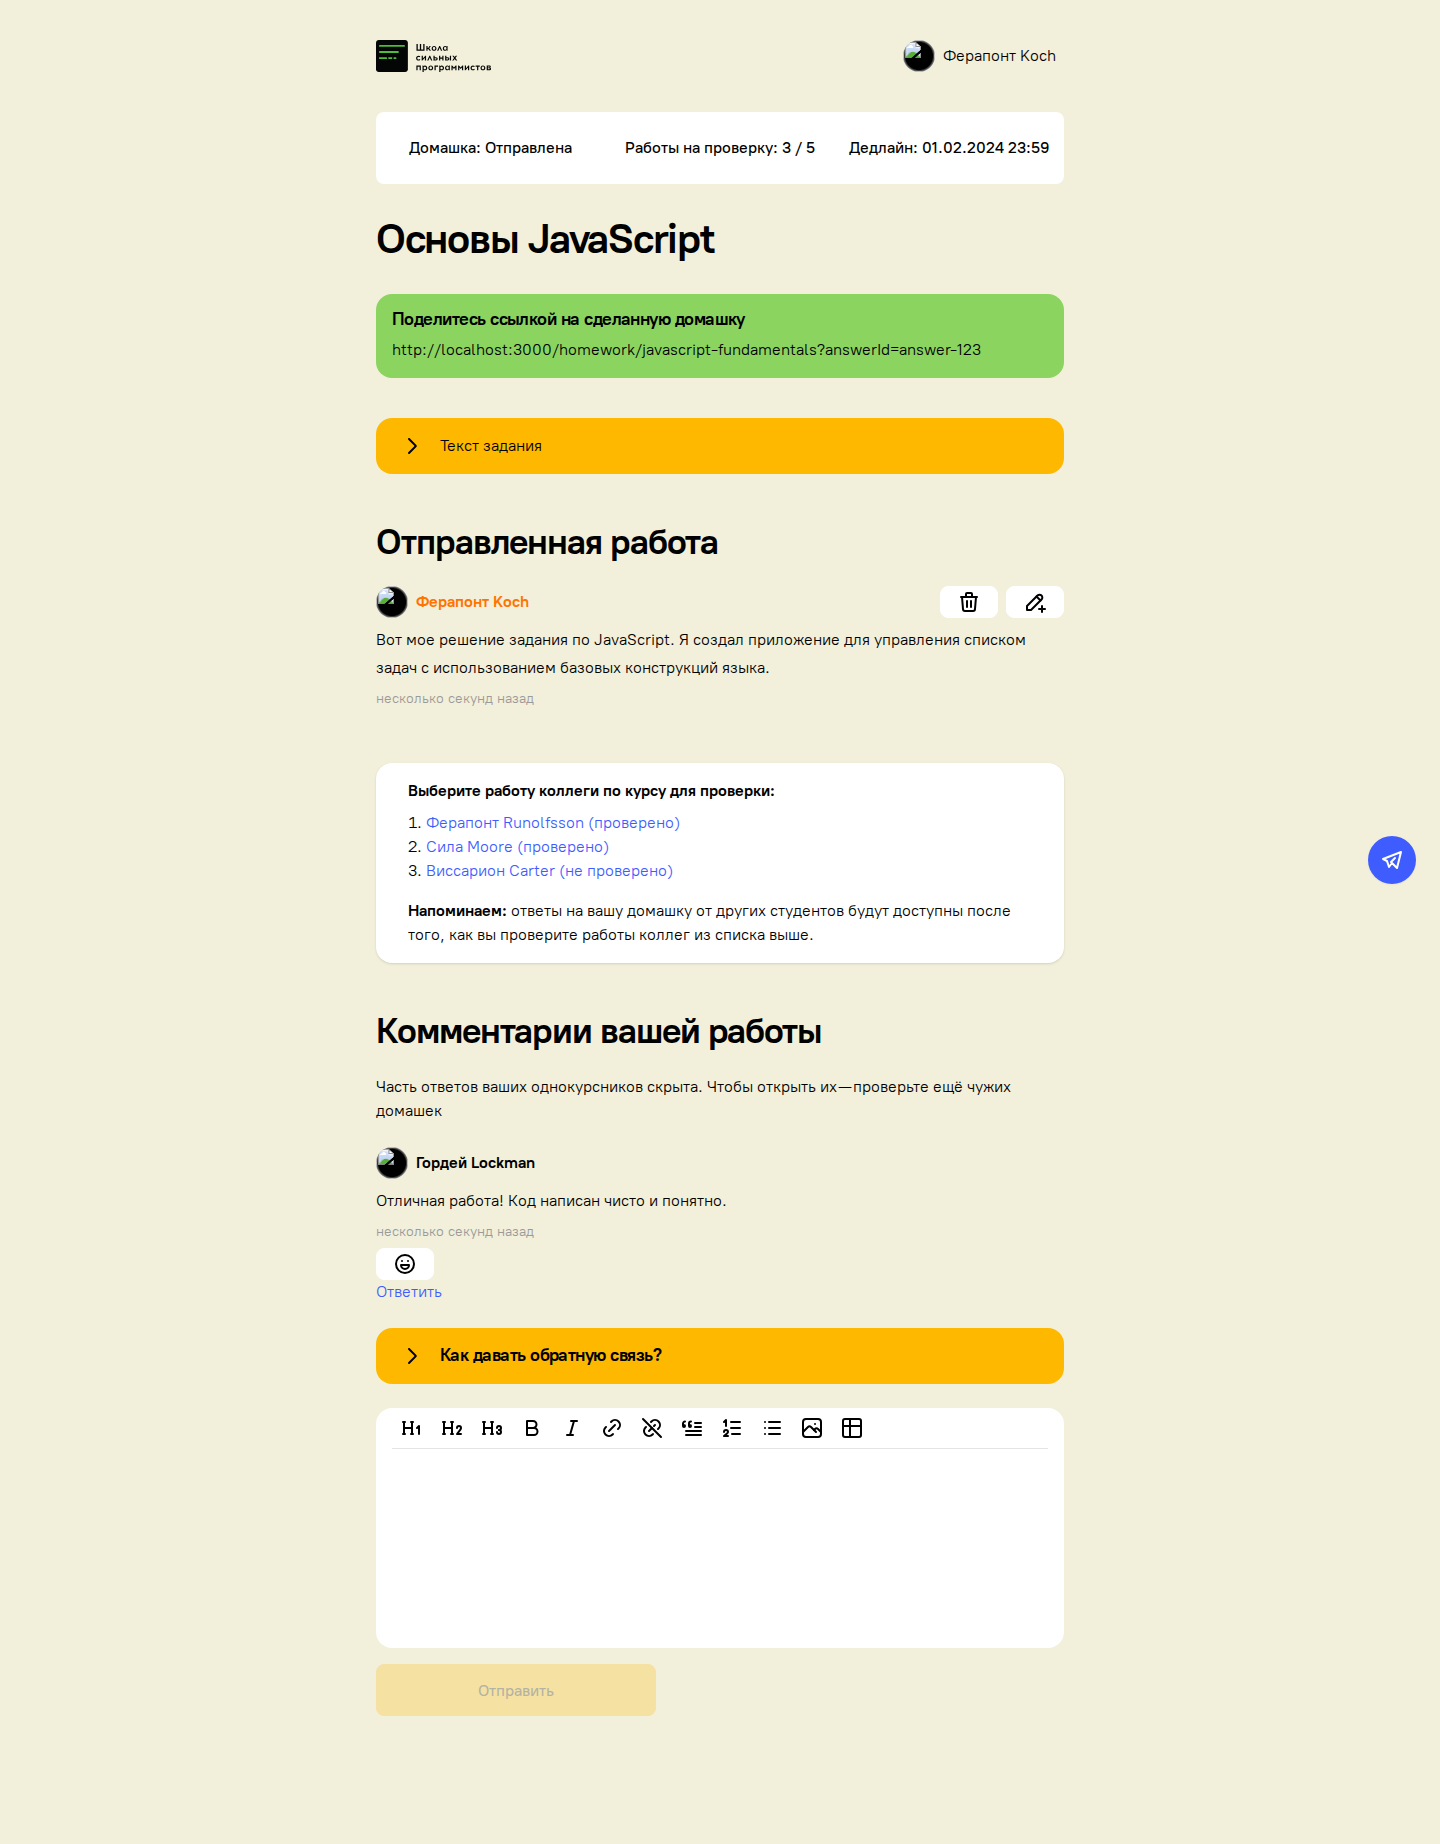 Школа
сильных
программистов
Ферапонт Koch
Домашка: Отправлена
Работы на проверку: 3 / 5
Дедлайн: 01.02.2024 23:59
Основы JavaScript
Поделитесь ссылкой на сделанную домашку
http://localhost:3000/homework/javascript-fundamentals?answerId=answer-123
Текст задания
Отправленная работа
Ферапонт Koch
Вот мое решение задания по JavaScript. Я создал приложение для управления списком
задач с использованием базовых конструкций языка.
несколько секунд назад
Выберите работу коллеги по курсу для проверки:
1. Ферапонт Runolfsson (проверено)
2. Сила Moore (проверено)
3. Виссарион Carter (не проверено)
Напоминаем: ответы на вашу домашку от других студентов будут доступны после
того, как вы проверите работы коллег из списка выше.
Комментарии вашей работы
Часть ответов ваших однокурсников скрыта. Чтобы открыть их — проверьте ещё чужих
домашек
Гордей Lockman
Отличная работа! Код написан чисто и понятно.
несколько секунд назад
Ответить
Как давать обратную связь?
H1 H2 H3 B I
Отправить